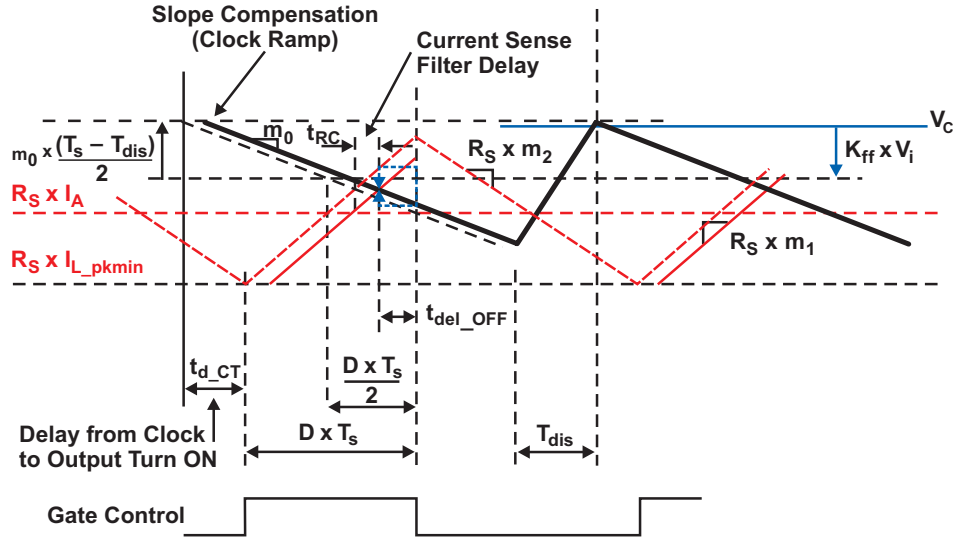 Slope Compensation
(Clock Ramp)
Current Sense
Filter Delay
m0
tRC
VC
m0 x (Ts – Tdis)
2
RS x m2
Kff x Vi
RS x IA
RS x m1
RS x IL_pkmin
tdel_OFF
td_CT
D x Ts
2
Delay from Clock
to Output Turn ON
D x Ts
Tdis
Gate Control